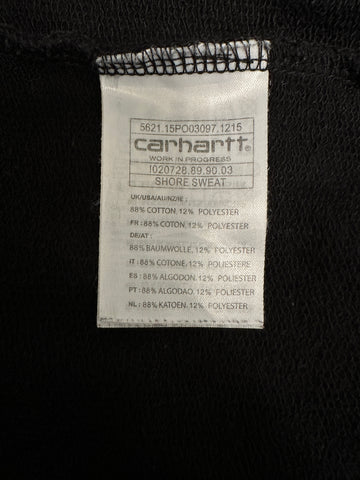 5621.15PO03097.1215
carhartt®
WORK IN PROGRESS
I020728.89.90.03
SHORE SWEAT
UK/USA/AU/NZ/IE :
88% COTTON, 12% POLYESTER
FR : 88% COTON, 12% POLYESTER
DE/AT :
88% BAUMWOLLE, 12% POLYESTER
IT : 88% COTONE, 12% POLIESTERE
ES : 88% ALGODON, 12% POLIESTER
PT : 88% ALGODAO, 12% POLIESTER
NL : 88% KATOEN, 12% POLYESTER